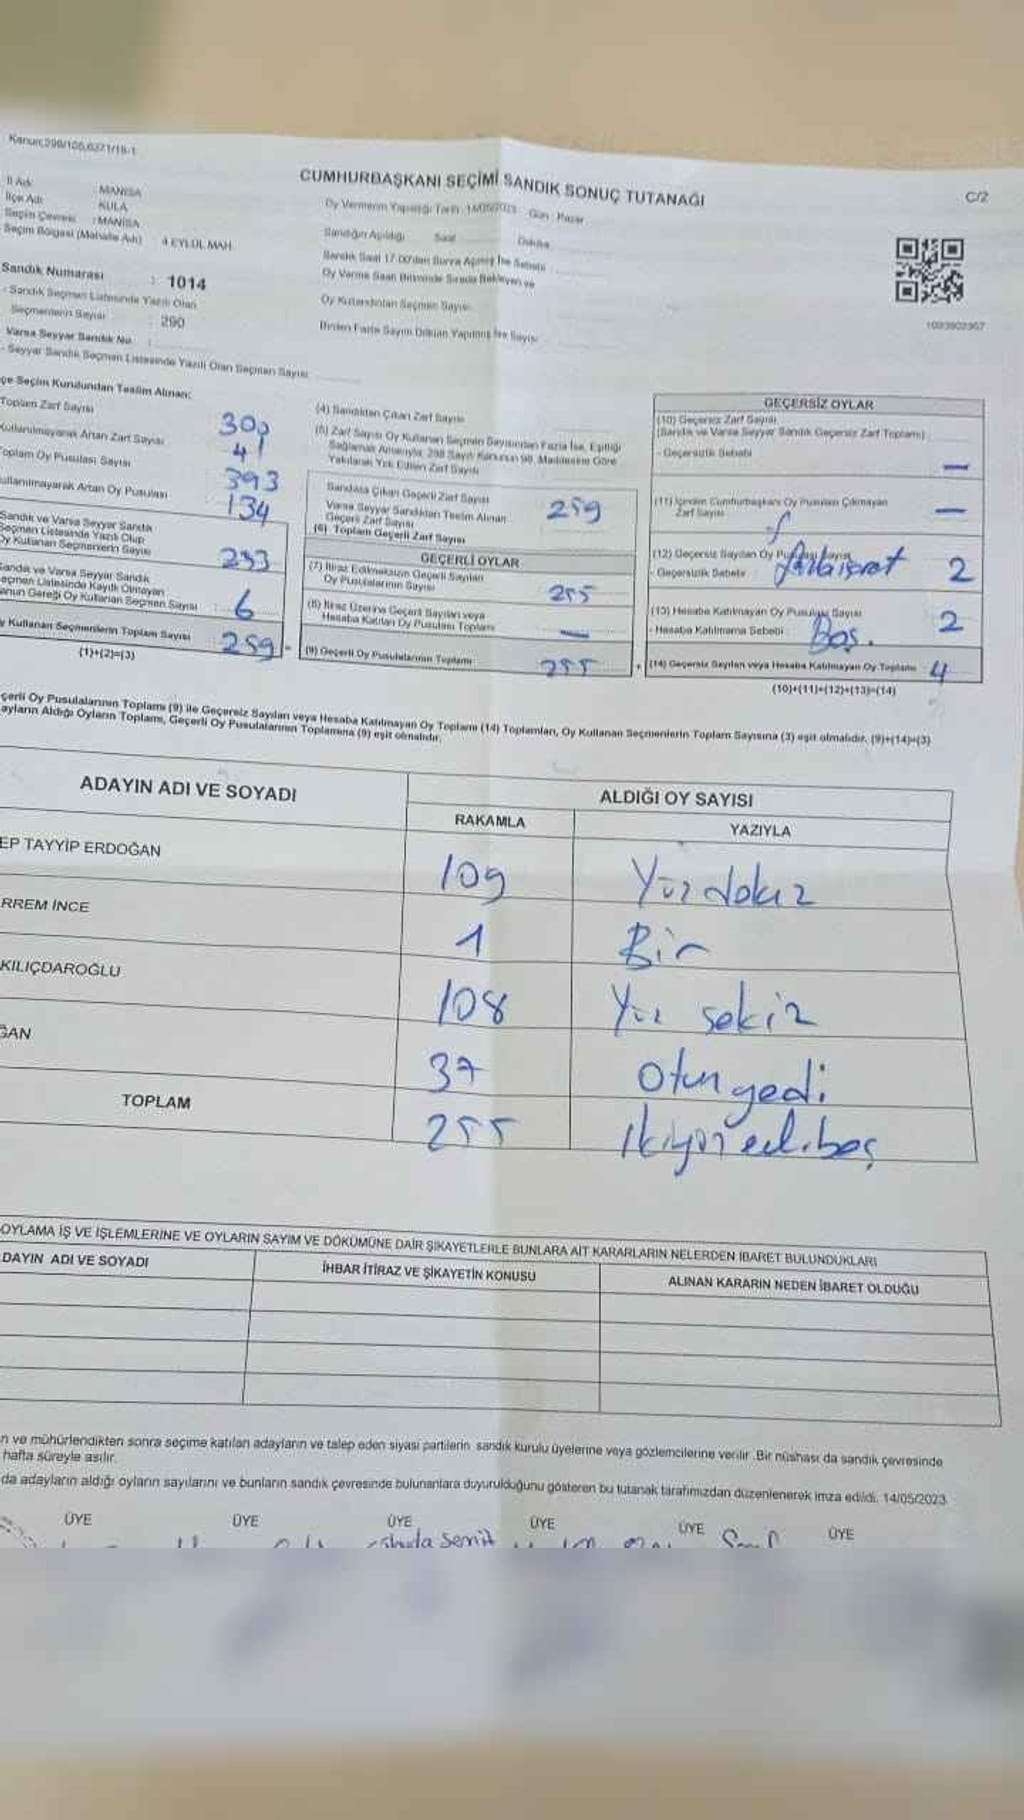 Kanun:298/105,6271/18-1
CUMHURBAŞKANI SEÇİMİ SANDIK SONUÇ TUTANAĞI
C/2
İl Adı : MANİSA
İlçe Adı : KULA
Seçim Çevresi : MANİSA
Seçim Bölgesi (Mahalle Adı) 4 EYLÜL MAH.
Sandık Numarası : 1014
- Sandık Seçmen Listesinde Yazılı Olan
Seçmenlerin Sayısı : 290
Varsa Seyyar Sandık No :
- Seyyar Sandık Seçmen Listesinde Yazılı Olan Seçmen Sayısı
Oy Vermenin Yapıldığı Tarih : 14/05/2023 Gün : Pazar
Sandığın Açıldığı Saat Dakika
Sandık Saat 17.00'den Sonra Açılmış İse Sebebi
Oy Verme Saati Bitiminde Sırada Bekleyen ve
Oy Kullandırılan Seçmen Sayısı
Birden Fazla Sayım Döküm Yapılmış İse Sayısı
çe Seçim Kurulundan Teslim Alınan:
Toplam Zarf Sayısı 300
Kullanılmayarak Artan Zarf Sayısı 41
Toplam Oy Pusulası Sayısı 393
ullanılmayarak Artan Oy Pusulası 134
Sandık ve Varsa Seyyar Sandık
Seçmen Listesinde Yazılı Olup
Oy Kullanan Seçmenlerin Sayısı 253
Sandık ve Varsa Seyyar Sandık
eçmen Listesinde Kayıtlı Olmayan
anun Gereği Oy Kullanan Seçmen Sayısı 6
y Kullanan Seçmenlerin Toplam Sayısı 259
(1)+(2)=(3)
(4) Sandıktan Çıkan Zarf Sayısı
(5) Zarf Sayısı Oy Kullanan Seçmen Sayısından Fazla İse, Eşitliği
Sağlamak Amacıyla, 298 Sayılı Kanunun 98. Maddesine Göre
Yakılarak Yok Edilen Zarf Sayısı
Sandıkta Çıkan Geçerli Zarf Sayısı
Varsa Seyyar Sandıktan Teslim Alınan
Geçerli Zarf Sayısı
(6) Toplam Geçerli Zarf Sayısı
259
GEÇERLİ OYLAR
(7) İtiraz Edilmeksizin Geçerli Sayılan
Oy Pusulalarının Sayısı 255
(8) İtiraz Üzerine Geçerli Sayılan veya
Hesaba Katılan Oy Pusulası Toplamı —
(9) Geçerli Oy Pusulalarının Toplamı 255
GEÇERSİZ OYLAR
(10) Geçersiz Zarf Sayısı
(Sandık ve Varsa Seyyar Sandık Geçersiz Zarf Toplamı)
- Geçersizlik Sebebi —
(11) İçinden Cumhurbaşkanı Oy Pusulası Çıkmayan
Zarf Sayısı —
(12) Geçersiz Sayılan Oy Pusulası Sayısı
- Geçersizlik Sebebi : 2
(13) Hesaba Katılmayan Oy Pusulası Sayısı
- Hesaba Katılmama Sebebi : Boş. 2
(14) Geçersiz Sayılan veya Hesaba Katılmayan Oy Toplamı 4
(10)+(11)+(12)+(13)=(14)
çerli Oy Pusulalarının Toplamı (9) ile Geçersiz Sayılan veya Hesaba Katılmayan Oy Toplamı (14) Toplamları, Oy Kullanan Seçmenlerin Toplam Sayısına (3) eşit olmalıdır. (9)+(14)=(3)
ayların Aldığı Oyların Toplamı, Geçerli Oy Pusulalarının Toplamına (9) eşit olmalıdır.
ADAYIN ADI VE SOYADI ALDIĞI OY SAYISI
RAKAMLA YAZIYLA
EP TAYYİP ERDOĞAN 109 Yüz dokuz
RREM İNCE 1 Bir
KILIÇDAROĞLU 108 Yüz sekiz
ĞAN 37 Otuz yedi
TOPLAM 255 İkiyüz elli beş
OYLAMA İŞ VE İŞLEMLERİNE VE OYLARIN SAYIM VE DÖKÜMÜNE DAİR ŞİKAYETLERLE BUNLARA AİT KARARLARIN NELERDEN İBARET BULUNDUKLARI
DAYIN ADI VE SOYADI İHBAR İTİRAZ VE ŞİKAYETİN KONUSU ALINAN KARARIN NEDEN İBARET OLDUĞU
n ve mühürlendikten sonra seçime katılan adayların ve talep eden siyasi partilerin sandık kurulu üyelerine veya gözlemcilerine verilir. Bir nüshası da sandık çevresinde
hafta süreyle asılır.
da adayların aldığı oyların sayılarını ve bunların sandık çevresinde bulunanlara duyurulduğunu gösteren bu tutanak tarafımızdan düzenlenerek imza edildi. 14/05/2023
ÜYE ÜYE ÜYE ÜYE ÜYE ÜYE